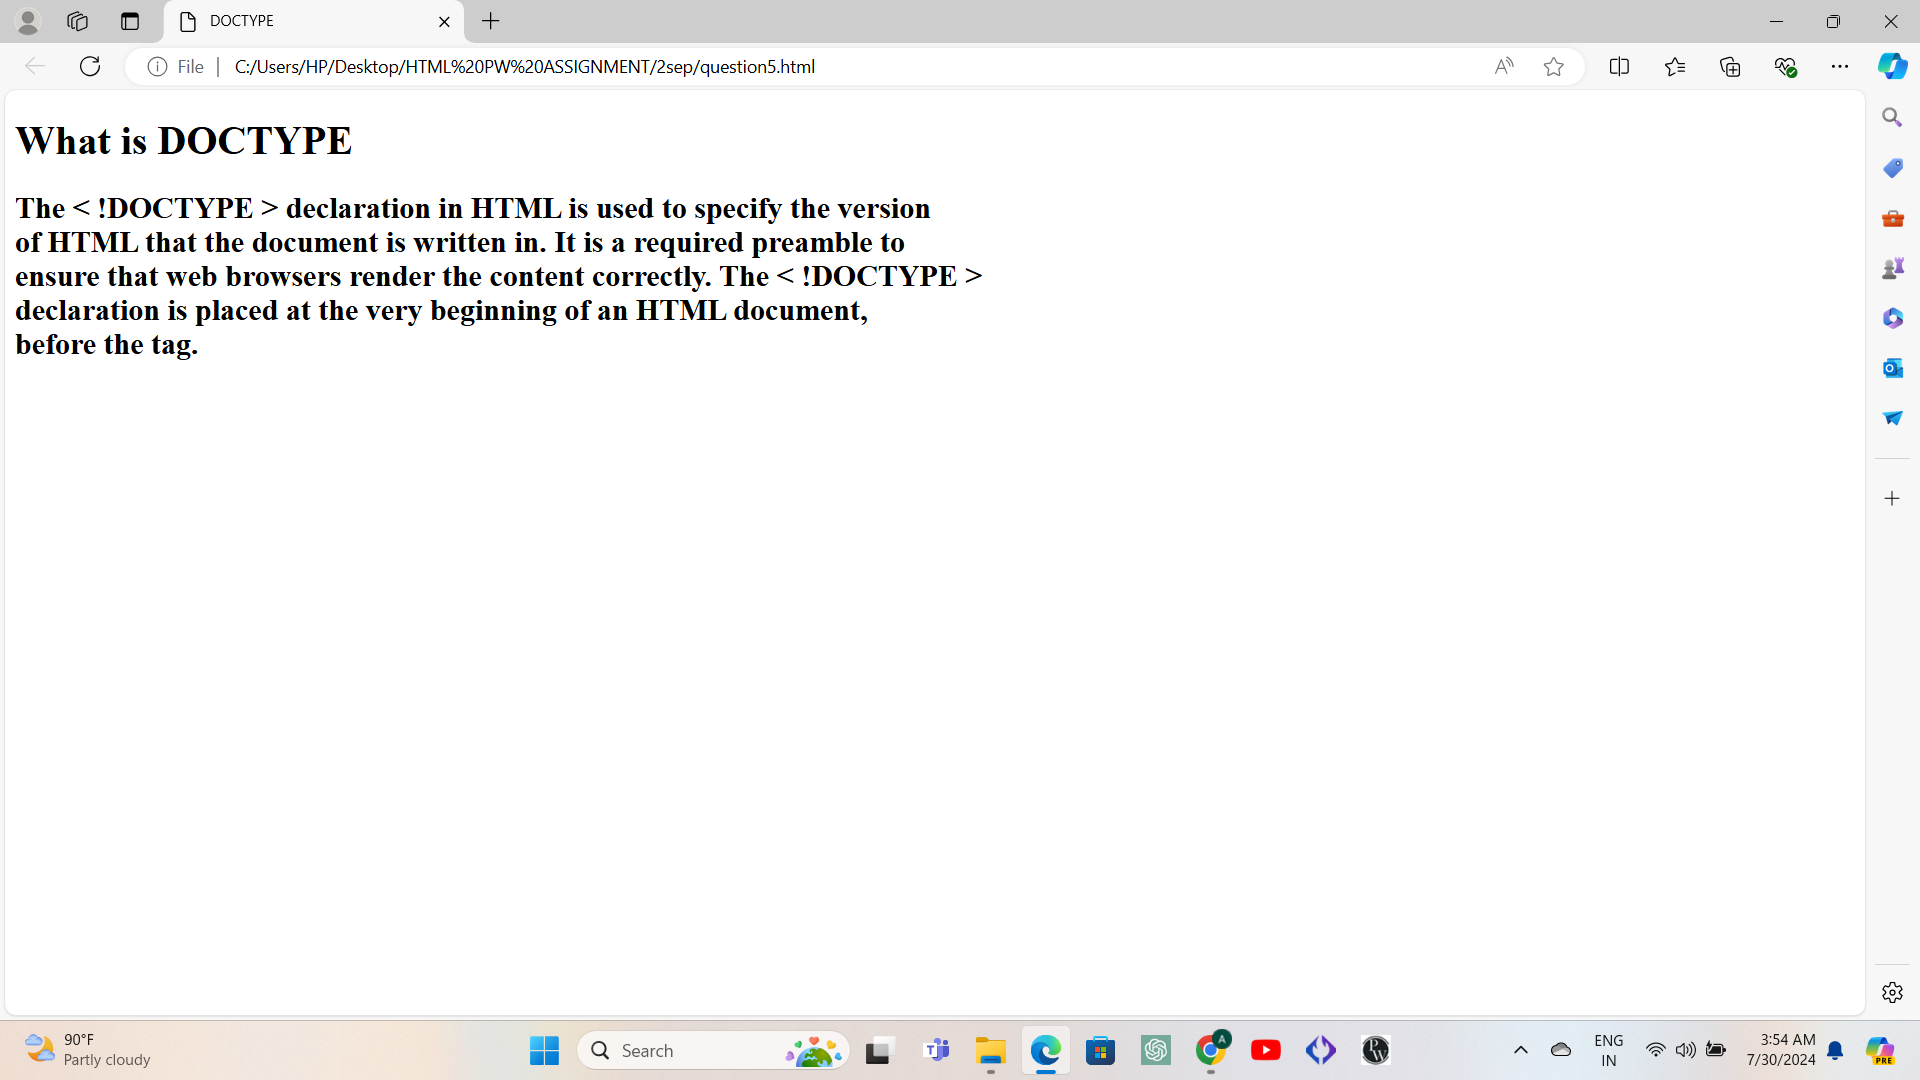 DOCTYPE
File
C:/Users/HP/Desktop/HTML%20PW%20ASSIGNMENT/2sep/question5.html
What is DOCTYPE
The < !DOCTYPE > declaration in HTML is used to specify the version
of HTML that the document is written in. It is a required preamble to
ensure that web browsers render the content correctly. The < !DOCTYPE >
declaration is placed at the very beginning of an HTML document,
before the tag.
90°F
Partly cloudy
Search
ENG
IN
3:54 AM
7/30/2024
PRE